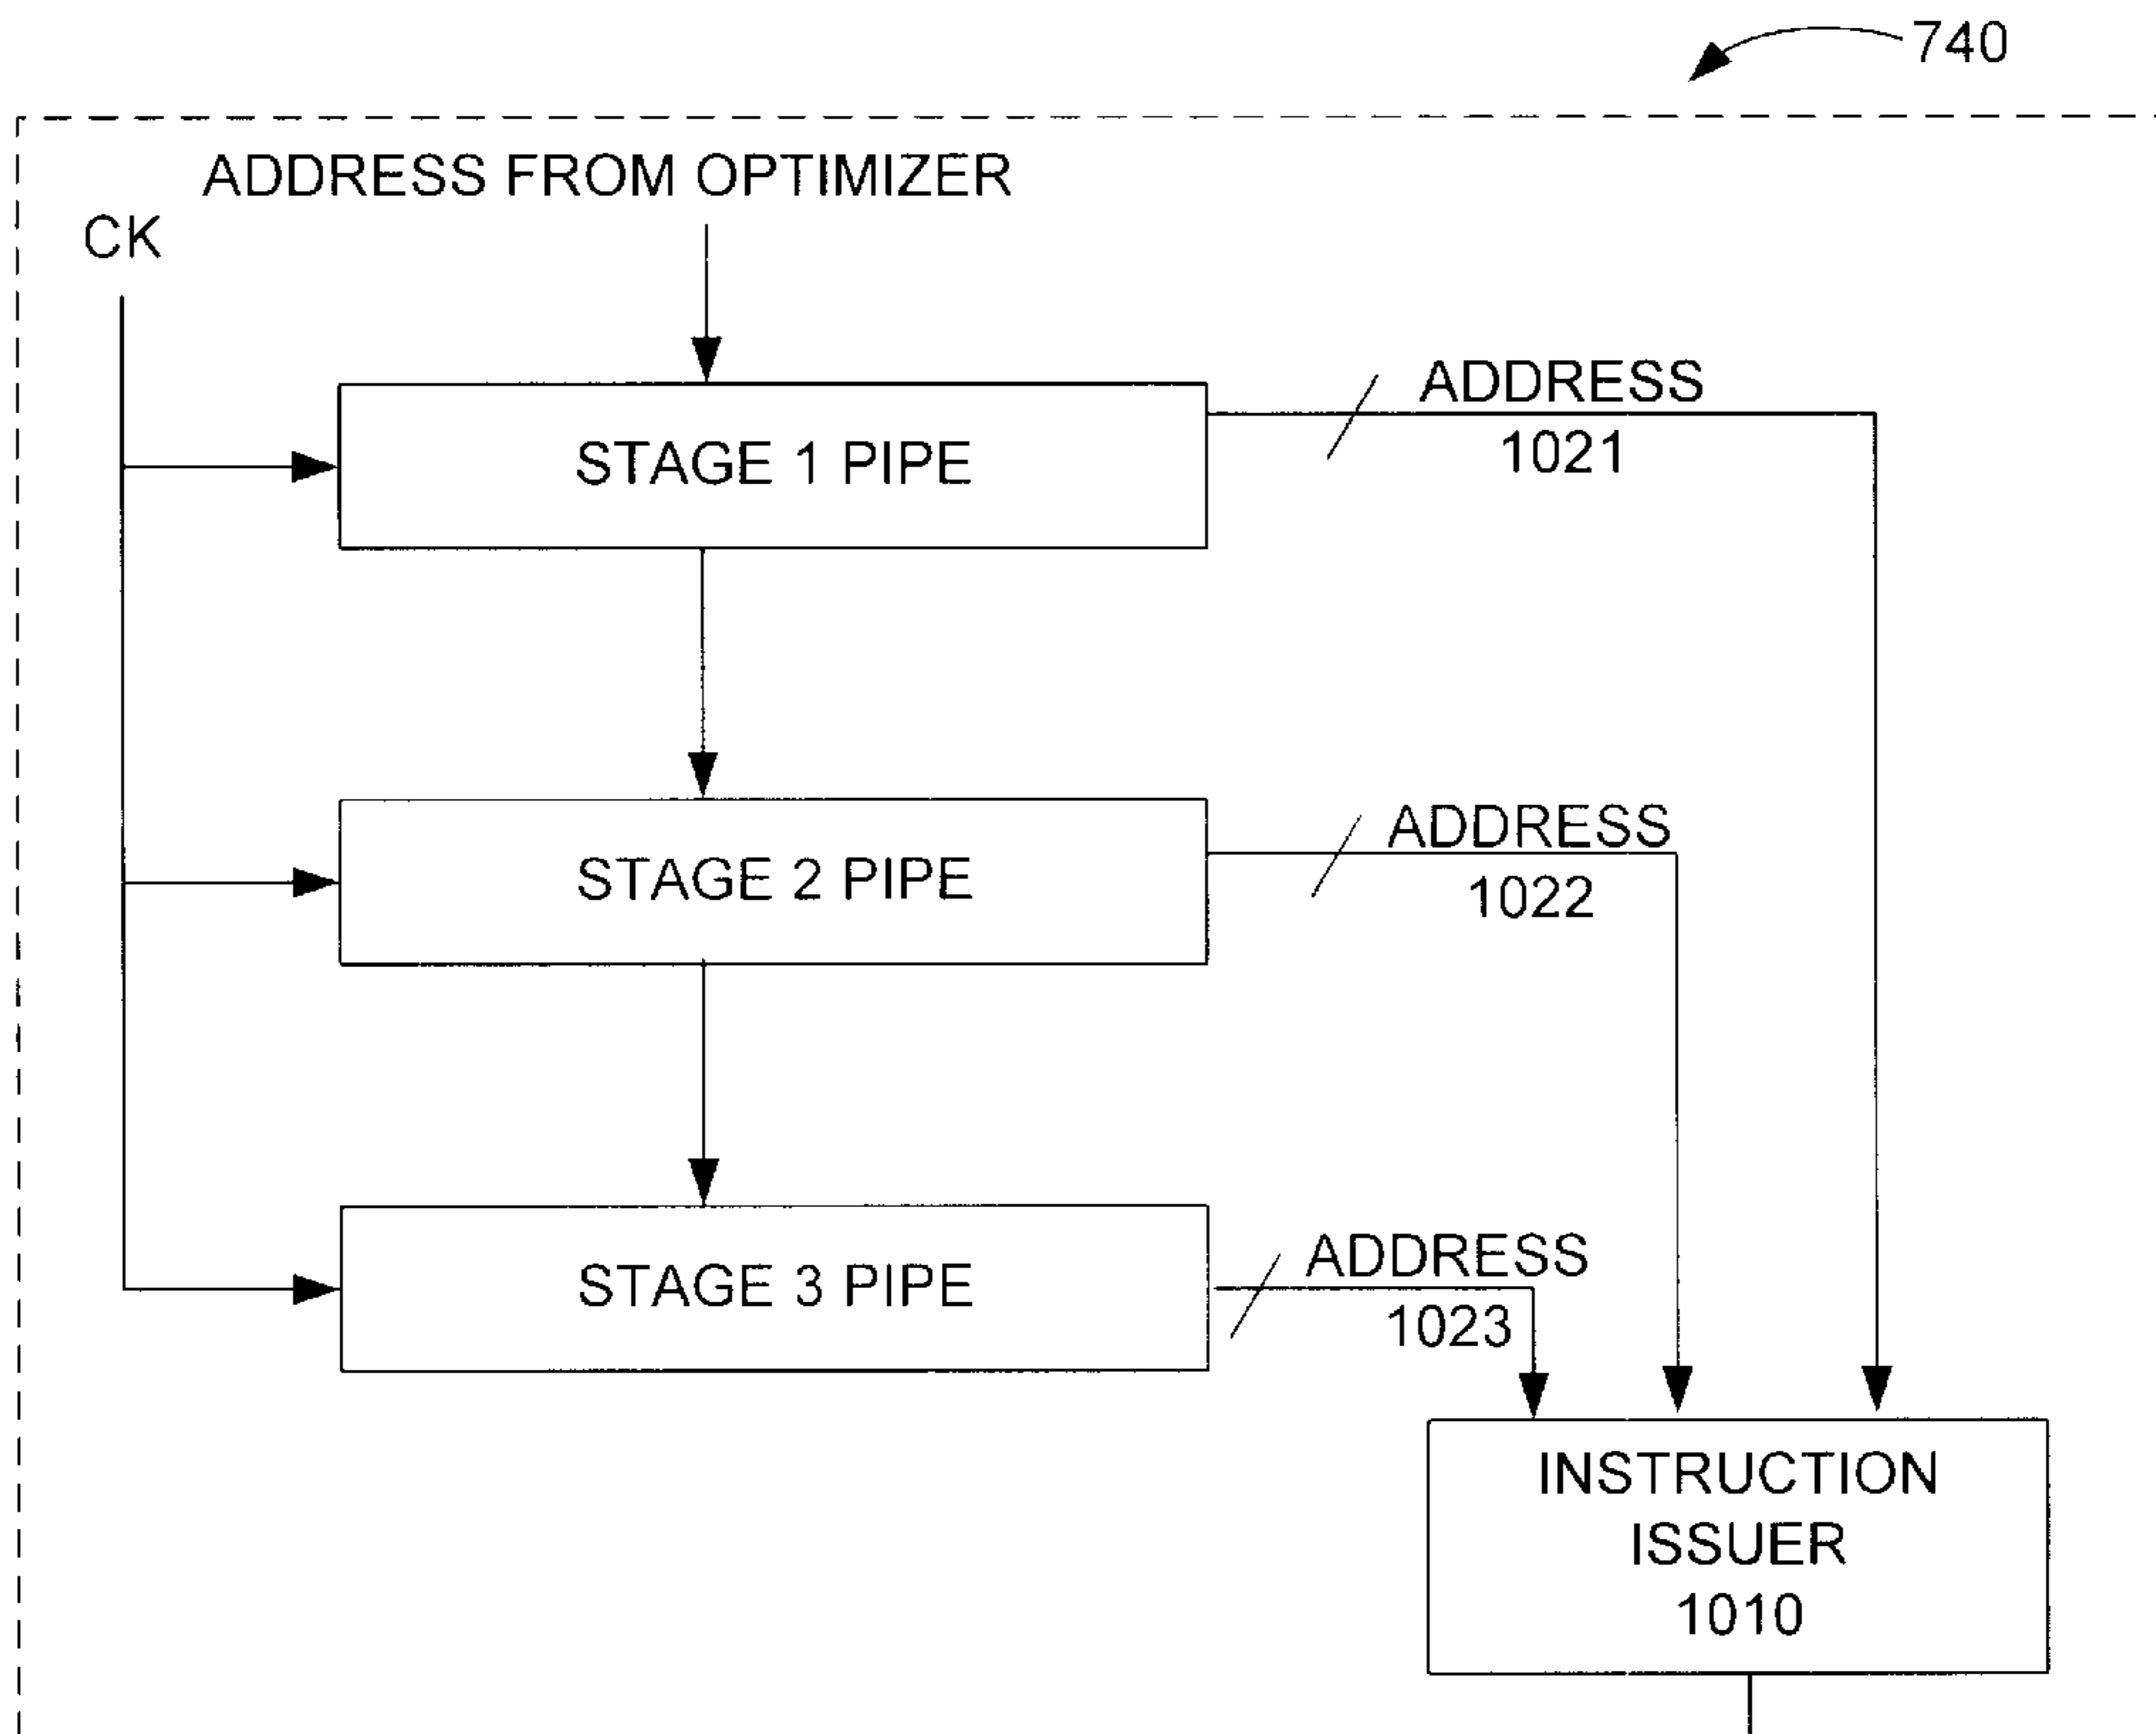 740
ADDRESS FROM OPTIMIZER
CK
STAGE 1 PIPE
ADDRESS
1021
STAGE 2 PIPE
ADDRESS
1022
STAGE 3 PIPE
ADDRESS
1023
INSTRUCTION
ISSUER
1010